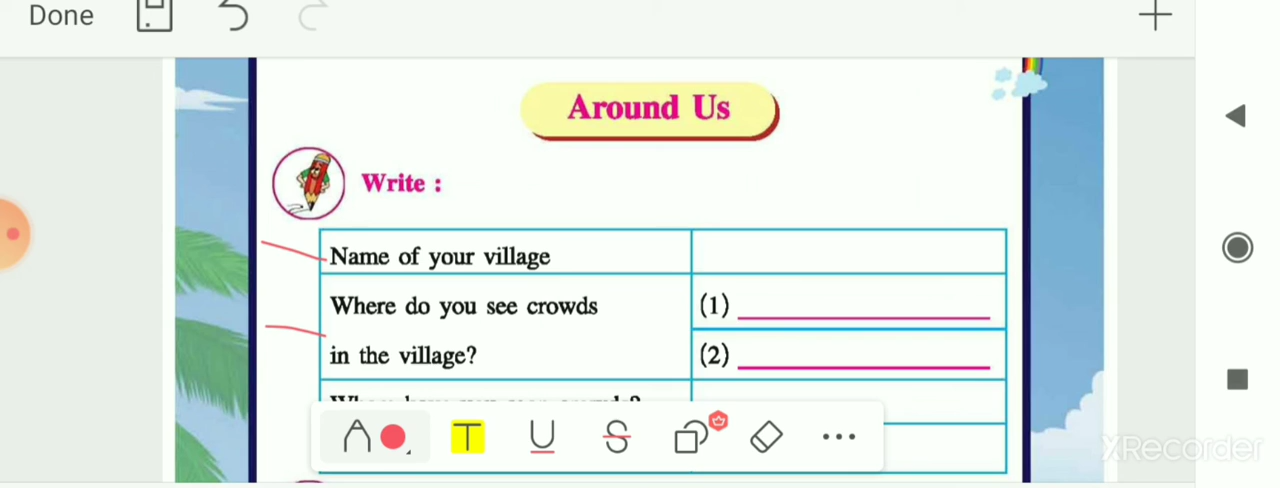 Done
Around Us
Write :
Name of your village
Where do you see crowds (1)
in the village? (2)
T U S
XRecorder